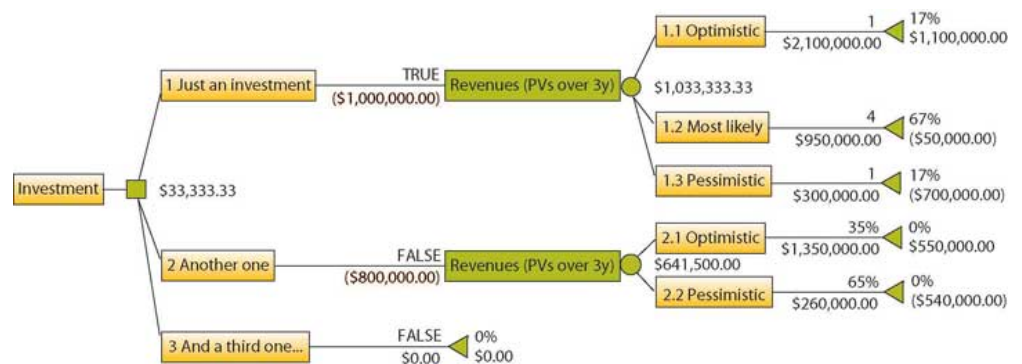 1.1 Optimistic
1
$2,100,000.00
17%
$1,100,000.00
1 Just an investment
TRUE
($1,000,000.00)
Revenues (PVs over 3y)
$1,033,333.33
1.2 Most likely
4
$950,000.00
67%
($50,000.00)
1.3 Pessimistic
1
$300,000.00
17%
($700,000.00)
Investment
$33,333.33
2.1 Optimistic
35%
$1,350,000.00
0%
$550,000.00
2 Another one
FALSE
($800,000.00)
Revenues (PVs over 3y)
$641,500.00
2.2 Pessimistic
65%
$260,000.00
0%
($540,000.00)
3 And a third one...
FALSE
$0.00
0%
$0.00